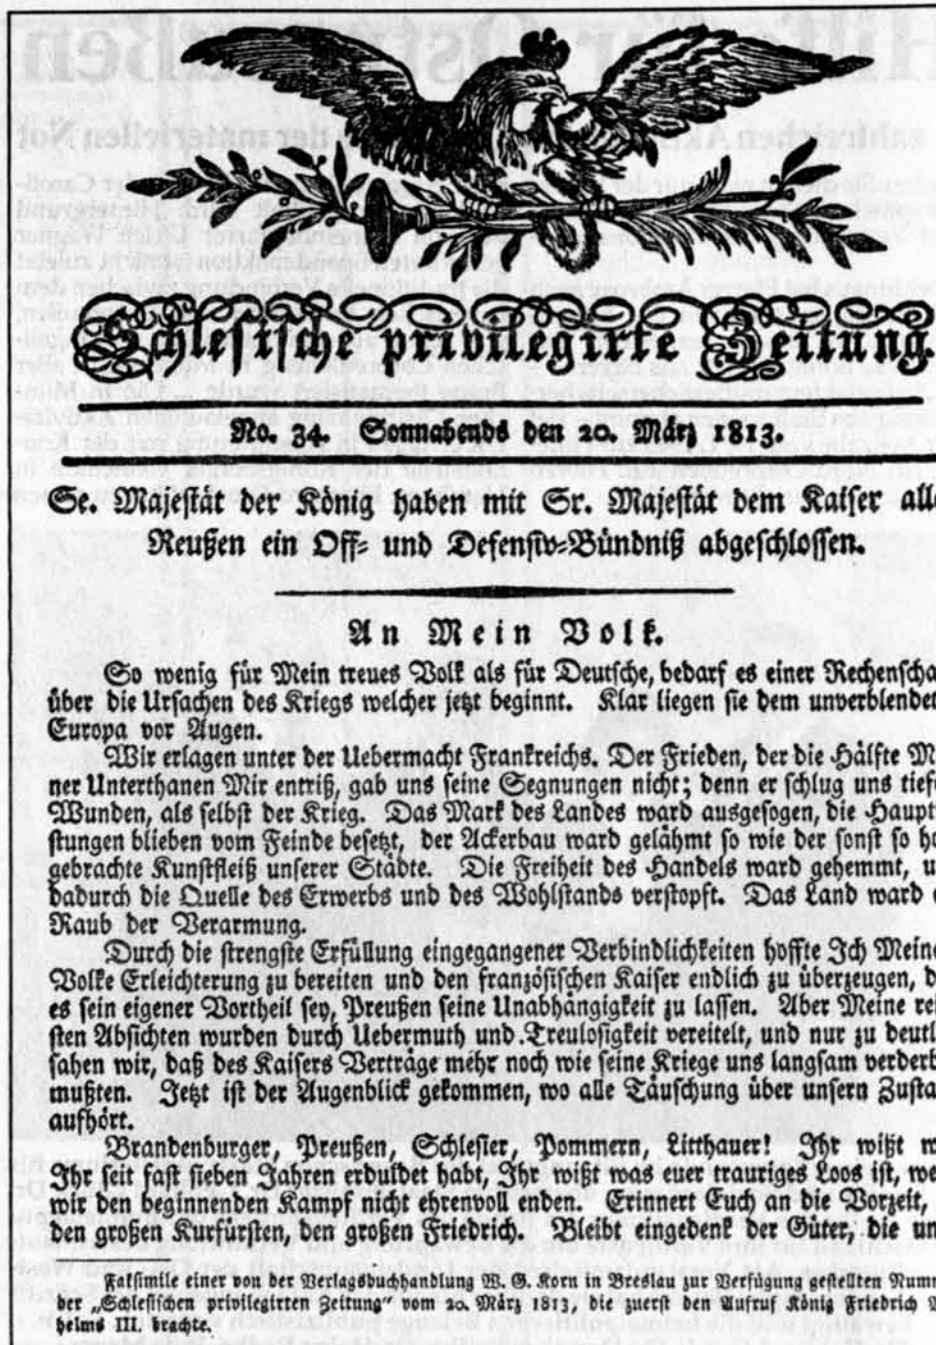 Schlesische privilegirte Zeitung.
No. 34. Sonnabends den 20. März 1813.
Se. Majestät der König haben mit Sr. Majestät dem Kaiser all
Reußen ein Off- und Defensiv-Bündniß abgeschlossen.
An Mein Volk.
So wenig für Mein treues Volk als für Deutsche, bedarf es einer Rechenscha
über die Ursachen des Kriegs welcher jetzt beginnt. Klar liegen sie dem unverblendet
Europa vor Augen.
Wir erlagen unter der Uebermacht Frankreichs. Der Frieden, der die Hälfte M
ner Unterthanen Mir entriß, gab uns seine Segnungen nicht; denn er schlug uns tief
Wunden, als selbst der Krieg. Das Mark des Landes ward ausgesogen, die Haupt
stungen blieben vom Feinde besetzt, der Ackerbau ward gelähmt so wie der sonst so h
gebrachte Kunstfleiß unserer Städte. Die Freiheit des Handels ward gehemmt, u
dadurch die Quelle des Erwerbs und des Wohlstands verstopft. Das Land ward
Raub der Verarmung.
Durch die strengste Erfüllung eingegangener Verbindlichkeiten hoffte Ich Meine
Volke Erleichterung zu bereiten und den französischen Kaiser endlich zu überzeugen, d
es sein eigener Vortheil sey, Preußen seine Unabhängigkeit zu lassen. Aber Meine rei
sten Absichten wurden durch Uebermuth und Treulosigkeit vereitelt, und nur zu deutl
sahen wir, daß des Kaisers Verträge mehr noch wie seine Kriege uns langsam verderb
mußten. Jetzt ist der Augenblick gekommen, wo alle Täuschung über unsern Zusta
aufhört.
Brandenburger, Preußen, Schlesier, Pommern, Litthauer! Ihr wißt w
Ihr seit fast sieben Jahren erduldet habt, Ihr wißt was euer trauriges Loos ist, we
wir den beginnenden Kampf nicht ehrenvoll enden. Erinnert Euch an die Vorzeit,
den großen Kurfürsten, den großen Friedrich. Bleibt eingedenk der Güter, die un
Faksimile einer von der Verlagsbuchhandlung W. G. Korn in Breslau zur Verfügung gestellten Num
der „Schlesischen privilegirten Zeitung" vom 20. März 1813, die zuerst den Aufruf König Friedrich W
helms III. brachte.